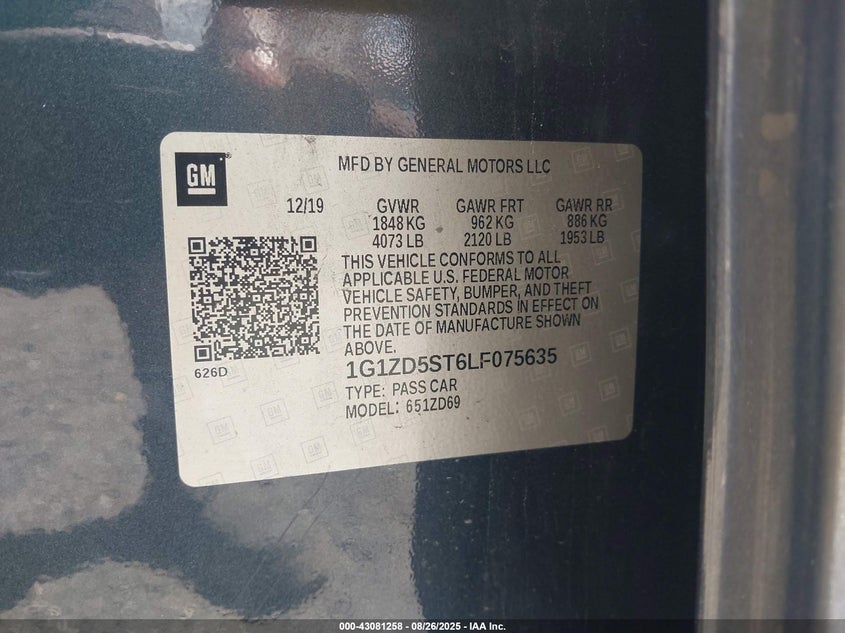 GM
MFD BY GENERAL MOTORS LLC
12/19 GVWR GAWR FRT GAWR RR
1848 KG 962 KG 886 KG
4073 LB 2120 LB 1953 LB
THIS VEHICLE CONFORMS TO ALL
APPLICABLE U.S. FEDERAL MOTOR
VEHICLE SAFETY, BUMPER, AND THEFT
PREVENTION STANDARDS IN EFFECT ON
THE DATE OF MANUFACTURE SHOWN
ABOVE.
626D
1G1ZD5ST6LF075635
TYPE: PASS CAR
MODEL: 651ZD69
000-43081258 - 08/26/2025 - IAA Inc.